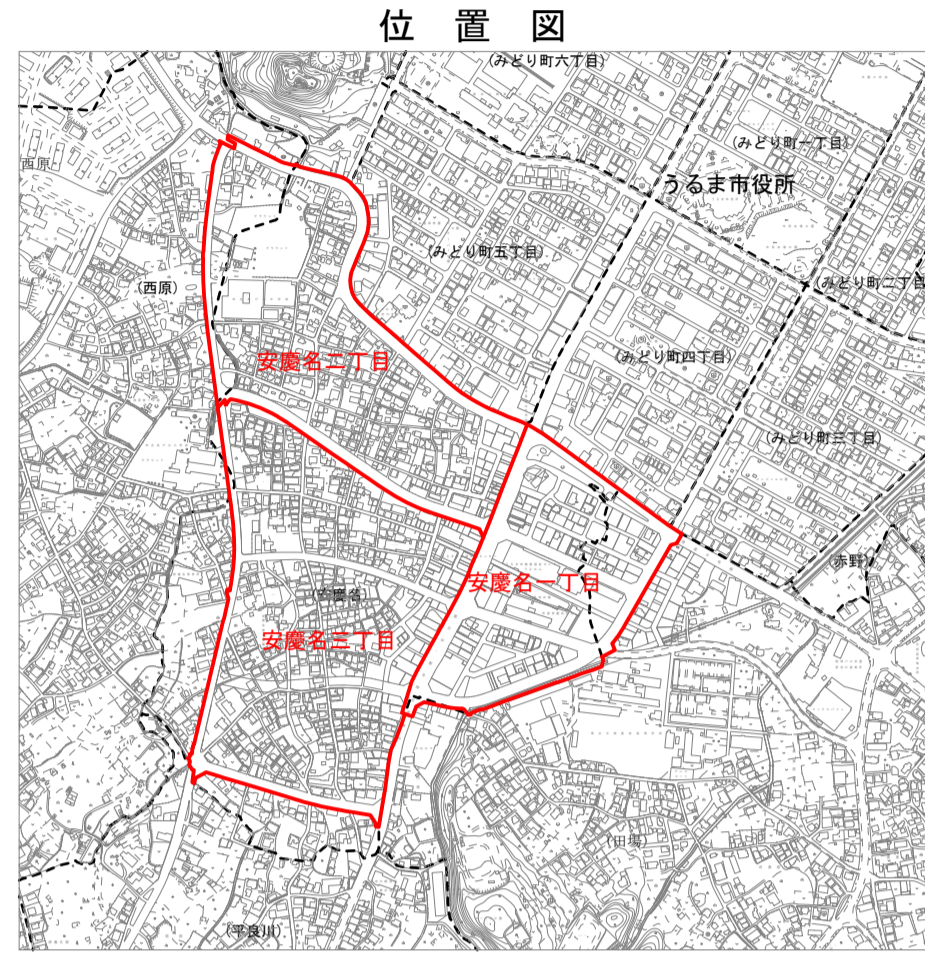 位置図
(みどり町六丁目)
(みどり町一丁目)
西原
うるま市役所
(みどり町五丁目)
(西原)
(みどり町二丁目
(みどり町四丁目
安慶名二丁目
(みどり町三丁目)
(赤野)
安慶名一丁目
(安慶名)
安慶名三丁目
(田場)
(平良川)